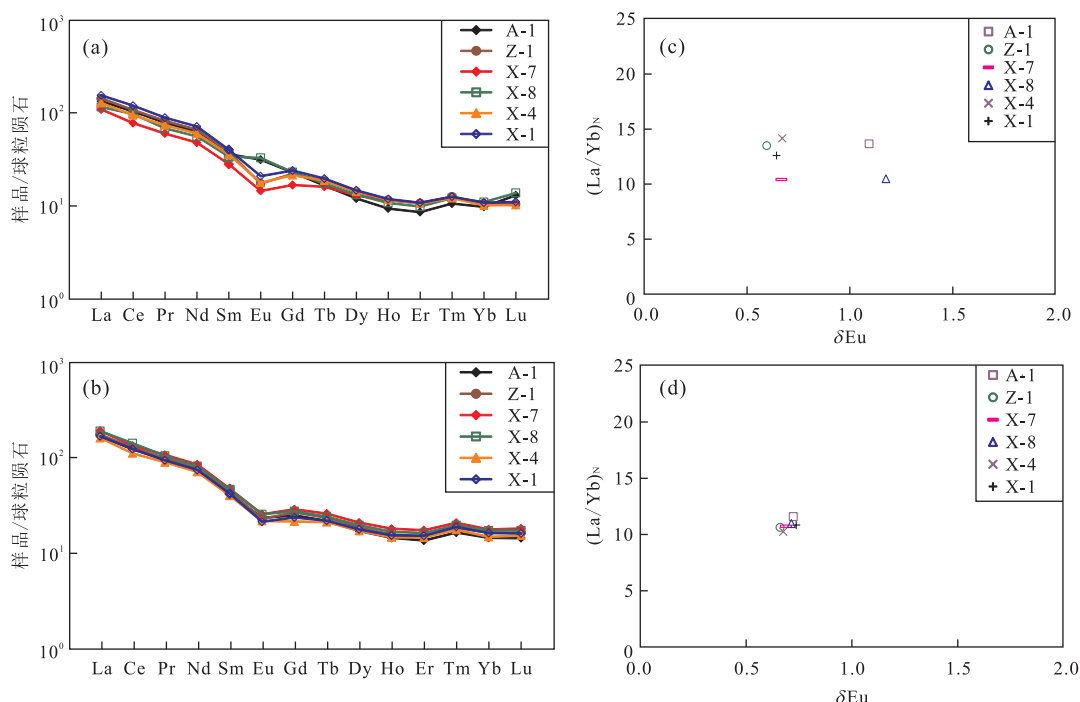 (a)
样品/球粒陨石
10³
10²
10¹
10⁰
La Ce Pr Nd Sm Eu Gd Tb Dy Ho Er Tm Yb Lu
A-1
Z-1
X-7
X-8
X-4
X-1
(c)
(La/Yb)N
25
20
15
10
5
0
0.0 0.5 1.0 1.5 2.0
δEu
A-1
Z-1
X-7
X-8
X-4
X-1
(b)
样品/球粒陨石
10³
10²
10¹
10⁰
La Ce Pr Nd Sm Eu Gd Tb Dy Ho Er Tm Yb Lu
A-1
Z-1
X-7
X-8
X-4
X-1
(d)
(La/Yb)N
25
20
15
10
5
0
0.0 0.5 1.0 1.5 2.0
δEu
A-1
Z-1
X-7
X-8
X-4
X-1